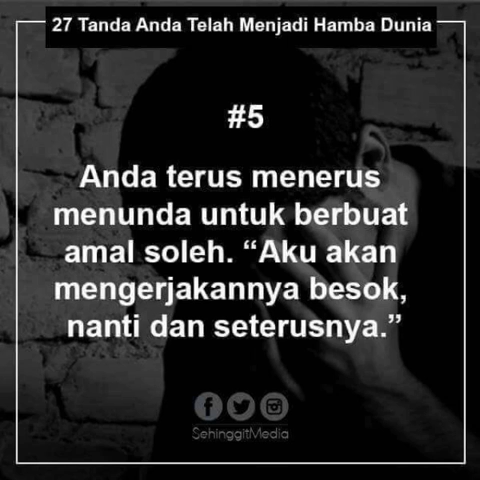 27 Tanda Anda Telah Menjadi Hamba Dunia
#5
Anda terus menerus
menunda untuk berbuat
amal soleh. “Aku akan
mengerjakannya besok,
nanti dan seterusnya.”
SehinggitMedia